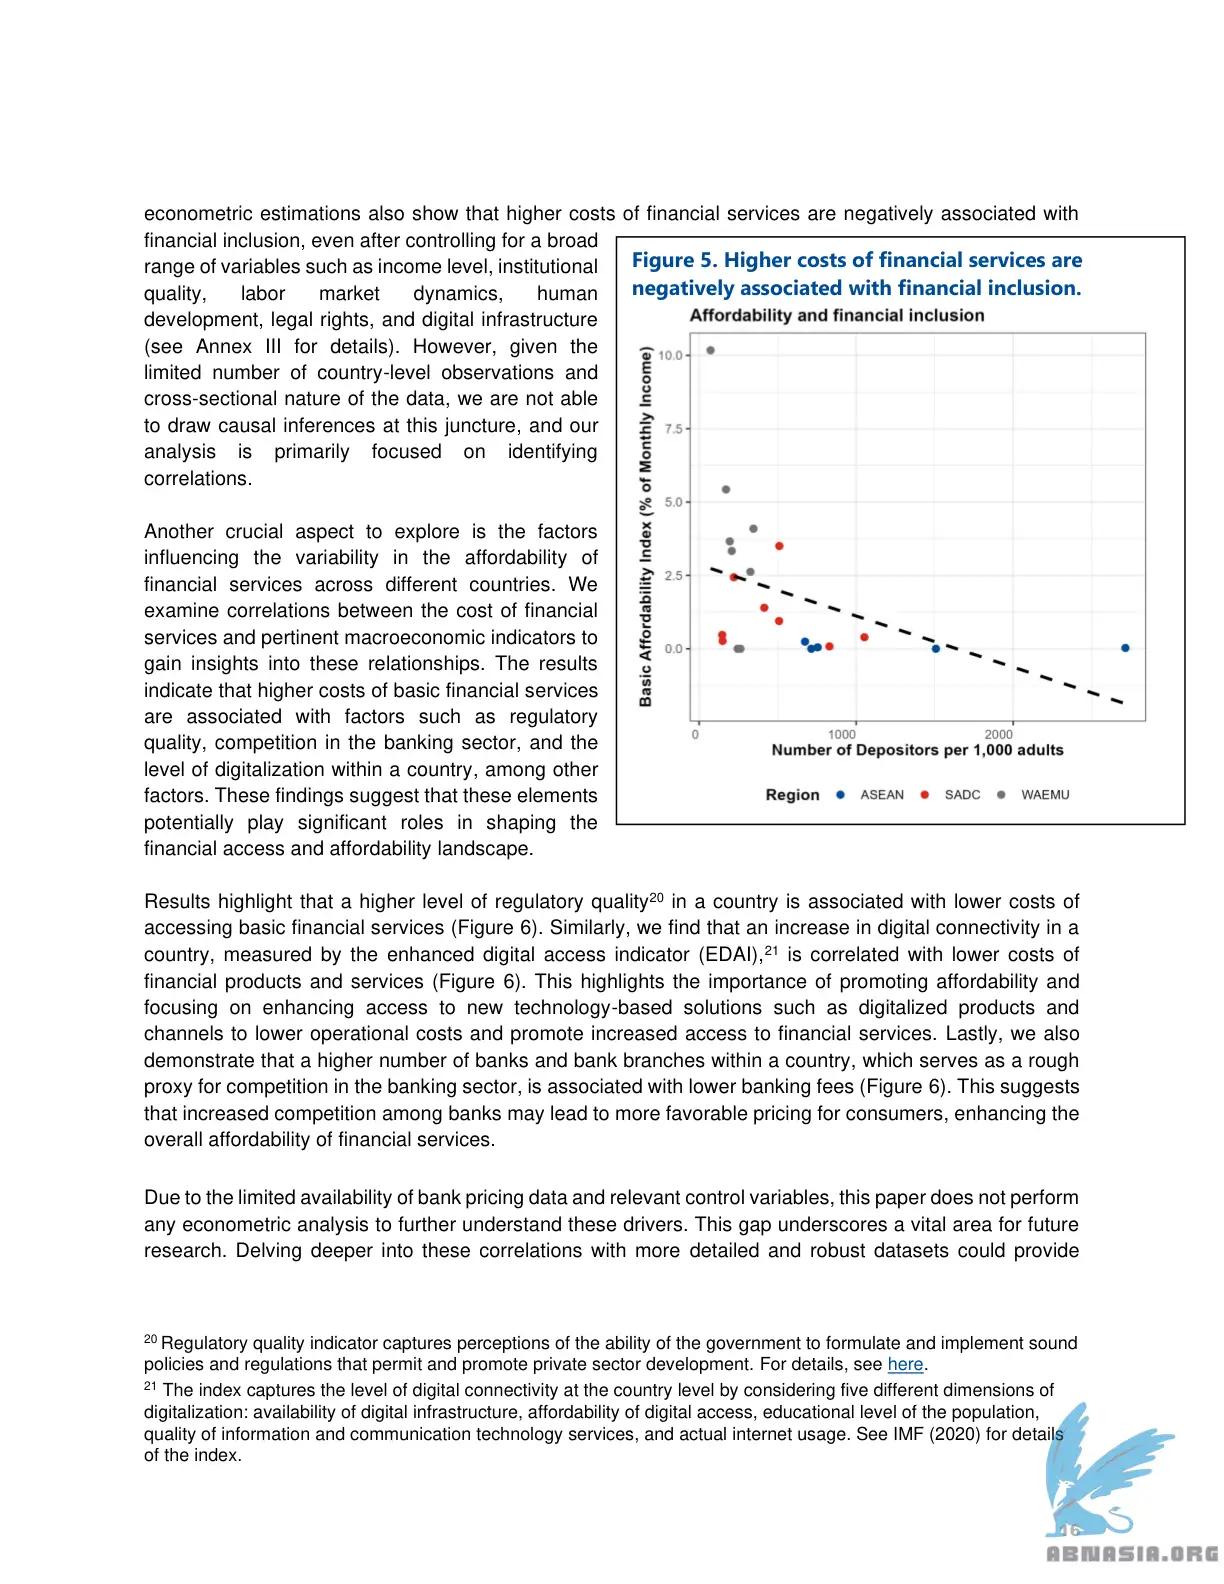 econometric estimations also show that higher costs of financial services are negatively associated with
financial inclusion, even after controlling for a broad
range of variables such as income level, institutional
quality, labor market dynamics, human
development, legal rights, and digital infrastructure
(see Annex III for details). However, given the
limited number of country-level observations and
cross-sectional nature of the data, we are not able
to draw causal inferences at this juncture, and our
analysis is primarily focused on identifying
correlations.
Another crucial aspect to explore is the factors
influencing the variability in the affordability of
financial services across different countries. We
examine correlations between the cost of financial
services and pertinent macroeconomic indicators to
gain insights into these relationships. The results
indicate that higher costs of basic financial services
are associated with factors such as regulatory
quality, competition in the banking sector, and the
level of digitalization within a country, among other
factors. These findings suggest that these elements
potentially play significant roles in shaping the
financial access and affordability landscape.
Figure 5. Higher costs of financial services are
negatively associated with financial inclusion.
Affordability and financial inclusion
Basic Affordability Index (% of Monthly Income)
10.0
7.5
5.0
2.5
0.0
0 1000 2000
Number of Depositors per 1,000 adults
Region ASEAN SADC WAEMU
Results highlight that a higher level of regulatory quality20 in a country is associated with lower costs of
accessing basic financial services (Figure 6). Similarly, we find that an increase in digital connectivity in a
country, measured by the enhanced digital access indicator (EDAI),21 is correlated with lower costs of
financial products and services (Figure 6). This highlights the importance of promoting affordability and
focusing on enhancing access to new technology-based solutions such as digitalized products and
channels to lower operational costs and promote increased access to financial services. Lastly, we also
demonstrate that a higher number of banks and bank branches within a country, which serves as a rough
proxy for competition in the banking sector, is associated with lower banking fees (Figure 6). This suggests
that increased competition among banks may lead to more favorable pricing for consumers, enhancing the
overall affordability of financial services.
Due to the limited availability of bank pricing data and relevant control variables, this paper does not perform
any econometric analysis to further understand these drivers. This gap underscores a vital area for future
research. Delving deeper into these correlations with more detailed and robust datasets could provide
20 Regulatory quality indicator captures perceptions of the ability of the government to formulate and implement sound
policies and regulations that permit and promote private sector development. For details, see here.
21 The index captures the level of digital connectivity at the country level by considering five different dimensions of
digitalization: availability of digital infrastructure, affordability of digital access, educational level of the population,
quality of information and communication technology services, and actual internet usage. See IMF (2020) for details
of the index.
16
ABNASIA.ORG